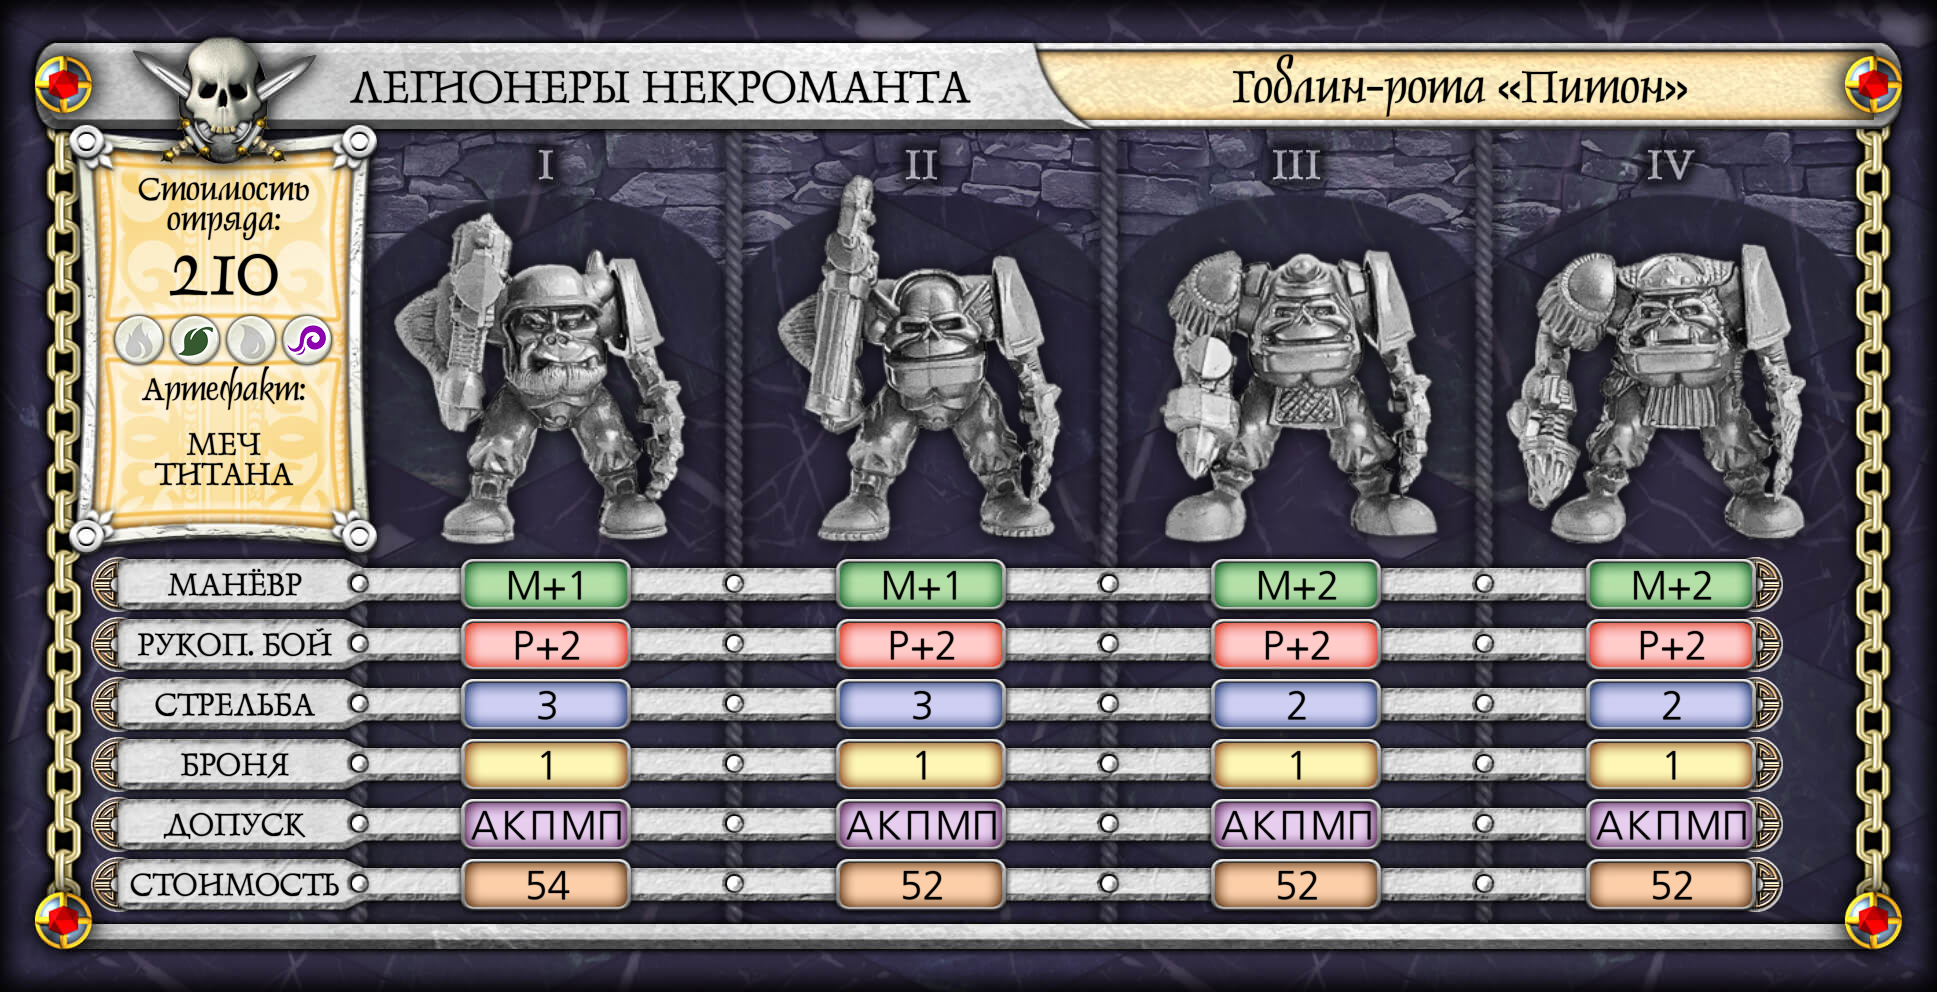 ЛЕГИОНЕРЫ НЕКРОМАНТА
Гоблин-рота «Питон»
Стоимость
отряда:
210
Артефакт:
МЕЧ
ТИТАНА
I II III IV
МАНЁВР M+1 M+1 M+2 M+2
РУКОП. БОЙ Р+2 Р+2 Р+2 Р+2
СТРЕЛЬБА 3 3 2 2
БРОНЯ 1 1 1 1
ДОПУСК АКПМП АКПМП АКПМП АКПМП
СТОИМОСТЬ 54 52 52 52